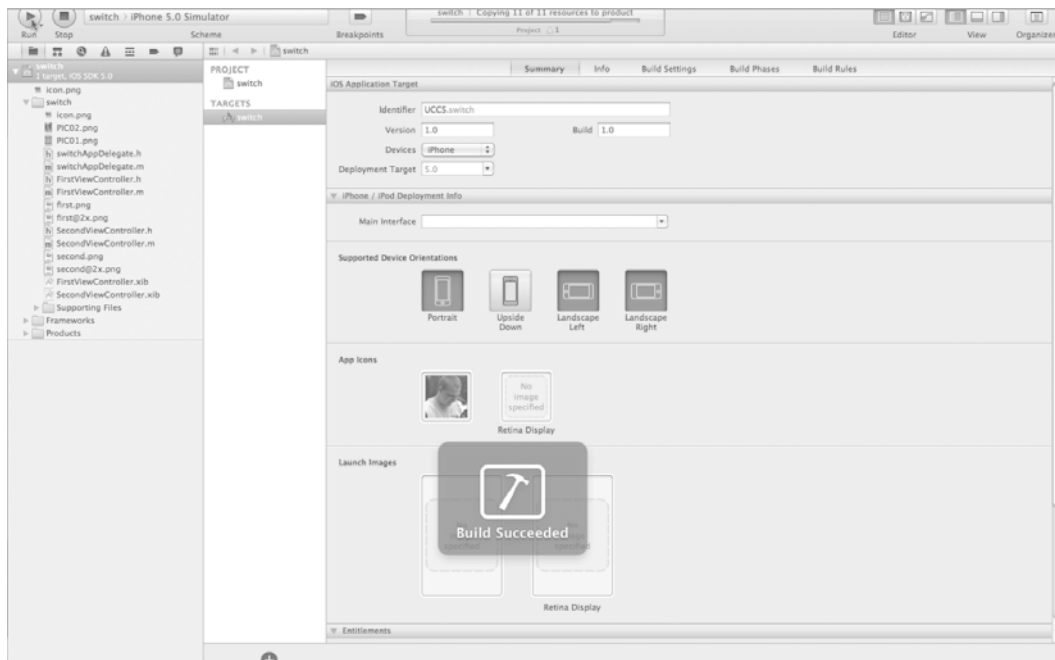 switch > iPhone 5.0 Simulator
switch | Copying 11 of 11 resources to product
Project 1
Run Stop Scheme Breakpoints Editor View Organizer
switch
1 target, iOS SDK 5.0
icon.png
switch
icon.png
PIC02.png
PIC01.png
switchAppDelegate.h
switchAppDelegate.m
FirstViewController.h
FirstViewController.m
first.png
first@2x.png
SecondViewController.h
SecondViewController.m
second.png
second@2x.png
FirstViewController.xib
SecondViewController.xib
Supporting Files
Frameworks
Products
switch
PROJECT
switch
TARGETS
switch
Summary Info Build Settings Build Phases Build Rules
iOS Application Target
Identifier UCCS.switch
Version 1.0 Build 1.0
Devices iPhone
Deployment Target 5.0
iPhone / iPod Deployment Info
Main Interface
Supported Device Orientations
Portrait Upside Down Landscape Left Landscape Right
App Icons
No
image
specified
Retina Display
Launch Images
Build Succeeded
Retina Display
Entitlements